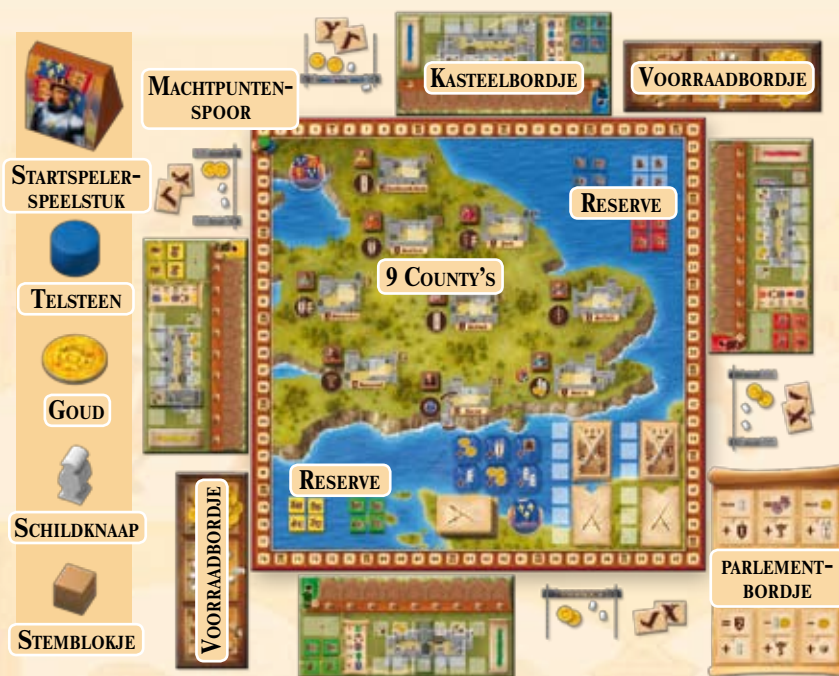 MACHTPUNTEN-
SPOOR
KASTEELBORDJE
VOORRAADBORDJE
STARTSPELER-
SPEELSTUK
RESERVE
9 COUNTY'S
TELSTEEN
GOUD
RESERVE
SCHILDKNAAP
VOORRAADBORDJE
PARLEMENT-
BORDJE
STEMBLOKJE